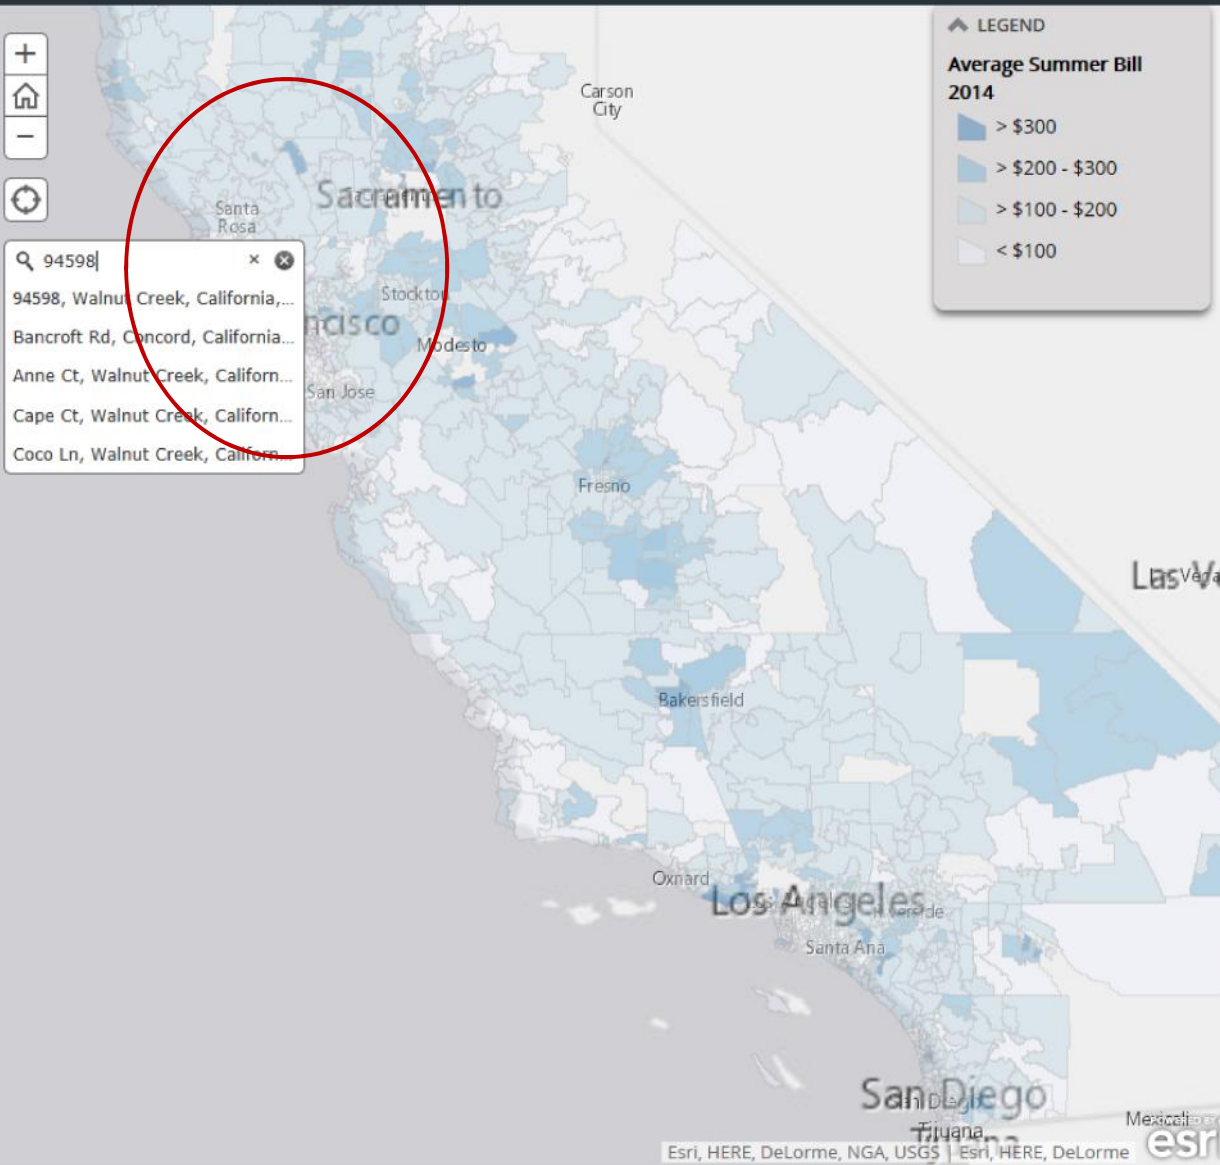 LEGEND
Average Summer Bill
2014
> $300
> $200 - $300
> $100 - $200
< $100
Carson
City
Sacramento
Santa
Rosa
94598
94598, Walnut Creek, California,...
Stockton
ncisco
Bancroft Rd, Concord, California...
Modesto
Anne Ct, Walnut Creek, Californ...
San Jose
Cape Ct, Walnut Creek, Californ...
Coco Ln, Walnut Creek, Californ...
Fresno
Las Ve
Bakersfield
Oxnard
Los Angeles
Santa Ana
San Diego
Tijuana
Mexicali
Esri, HERE, DeLorme, NGA, USGS | Esri, HERE, DeLorme
esri